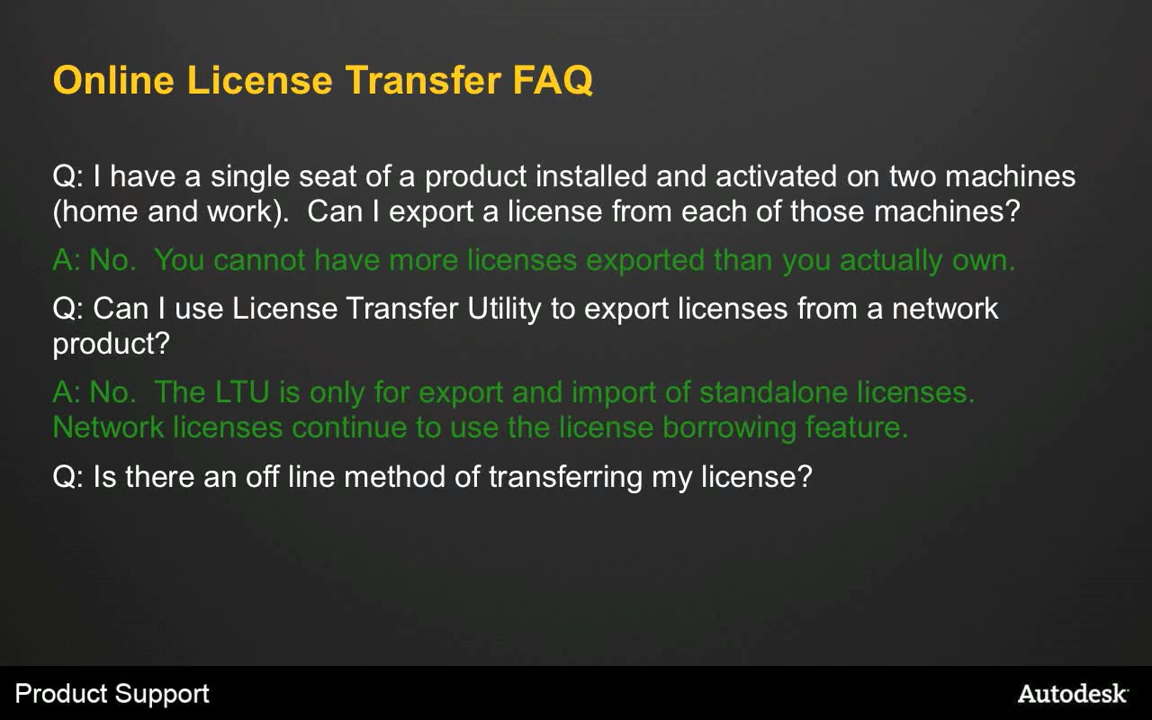 Online License Transfer FAQ
Q: I have a single seat of a product installed and activated on two machines
(home and work).  Can I export a license from each of those machines?
A: No.  You cannot have more licenses exported than you actually own.
Q: Can I use License Transfer Utility to export licenses from a network
product?
A: No.  The LTU is only for export and import of standalone licenses.
Network licenses continue to use the license borrowing feature.
Q: Is there an off line method of transferring my license?
Product Support
Autodesk